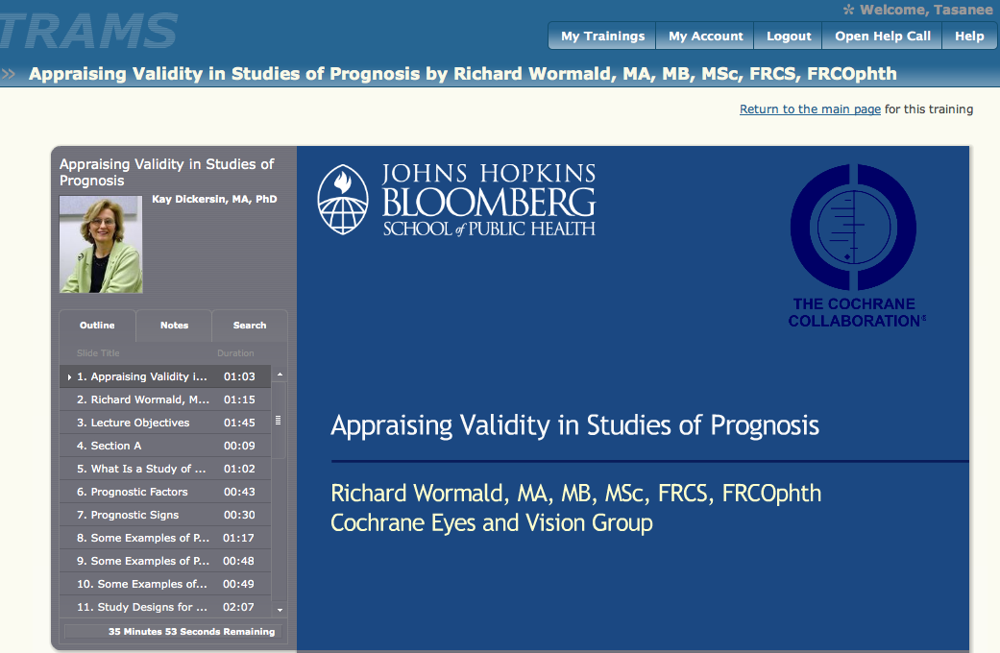 TRAMS
✲ Welcome, Tasanee
My Trainings My Account Logout Open Help Call Help
» Appraising Validity in Studies of Prognosis by Richard Wormald, MA, MB, MSc, FRCS, FRCOphth
Return to the main page for this training
Appraising Validity in Studies of
Prognosis
Kay Dickersin, MA, PhD
Outline Notes Search
Slide Title Duration
1. Appraising Validity i... 01:03
2. Richard Wormald, M... 01:15
3. Lecture Objectives 01:45
4. Section A 00:09
5. What Is a Study of ... 01:02
6. Prognostic Factors 00:43
7. Prognostic Signs 00:30
8. Some Examples of P... 01:17
9. Some Examples of P... 00:48
10. Some Examples of... 00:49
11. Study Designs for ... 02:07
35 Minutes 53 Seconds Remaining
JOHNS HOPKINS
BLOOMBERG
SCHOOL of PUBLIC HEALTH
THE COCHRANE
COLLABORATION®
Appraising Validity in Studies of Prognosis
Richard Wormald, MA, MB, MSc, FRCS, FRCOphth
Cochrane Eyes and Vision Group